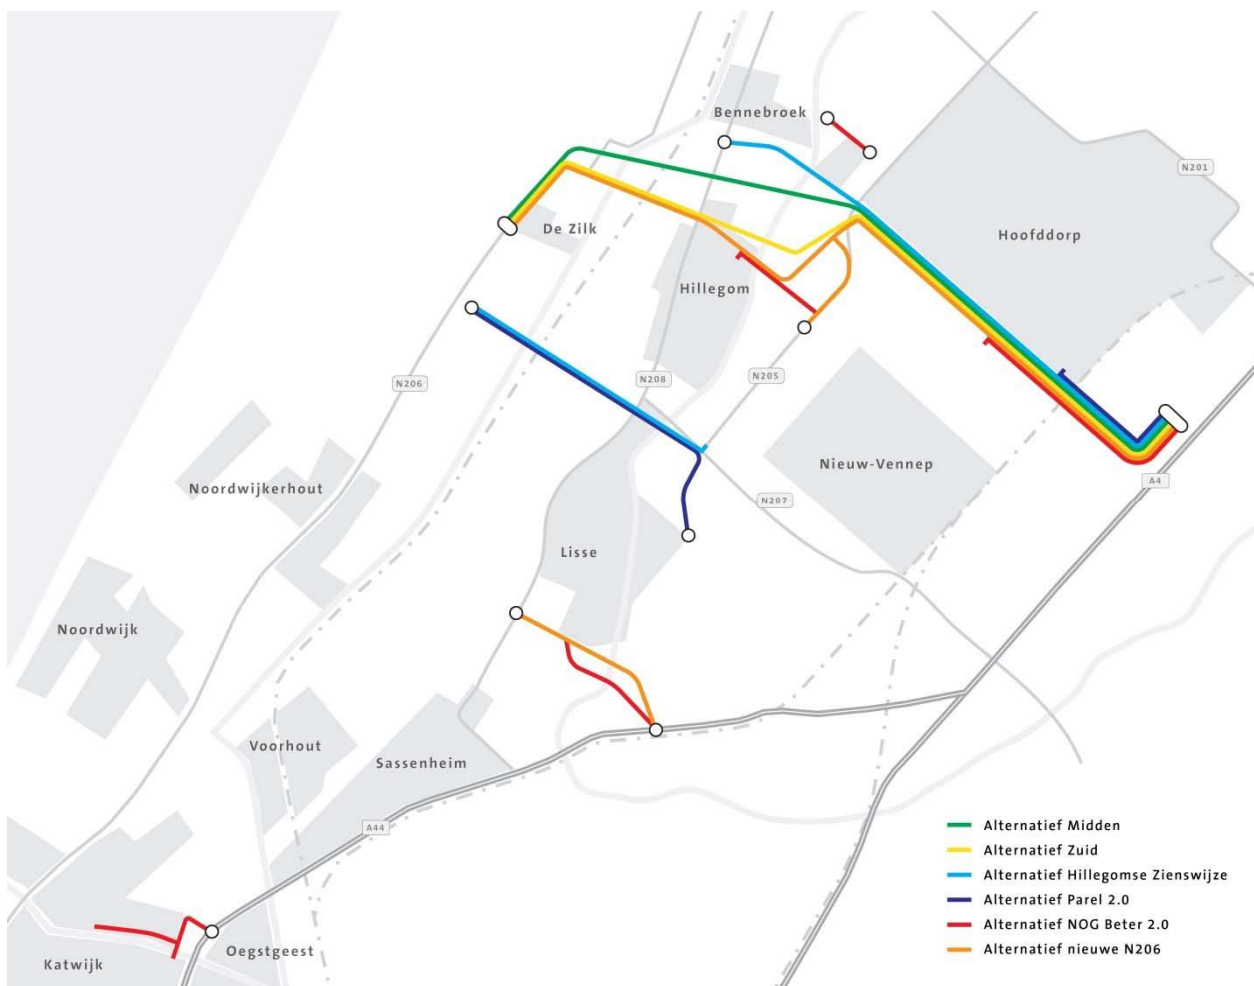 Bennebroek
N201
De Zilk
Hoofddorp
Hillegom
N206
N208
N205
Nieuw-Vennep
Noordwijkerhout
A4
N207
Lisse
Noordwijk
Voorhout
Sassenheim
A44
Oegstgeest
Katwijk
Alternatief Midden
Alternatief Zuid
Alternatief Hillegomse Zienswijze
Alternatief Parel 2.0
Alternatief NOG Beter 2.0
Alternatief nieuwe N206